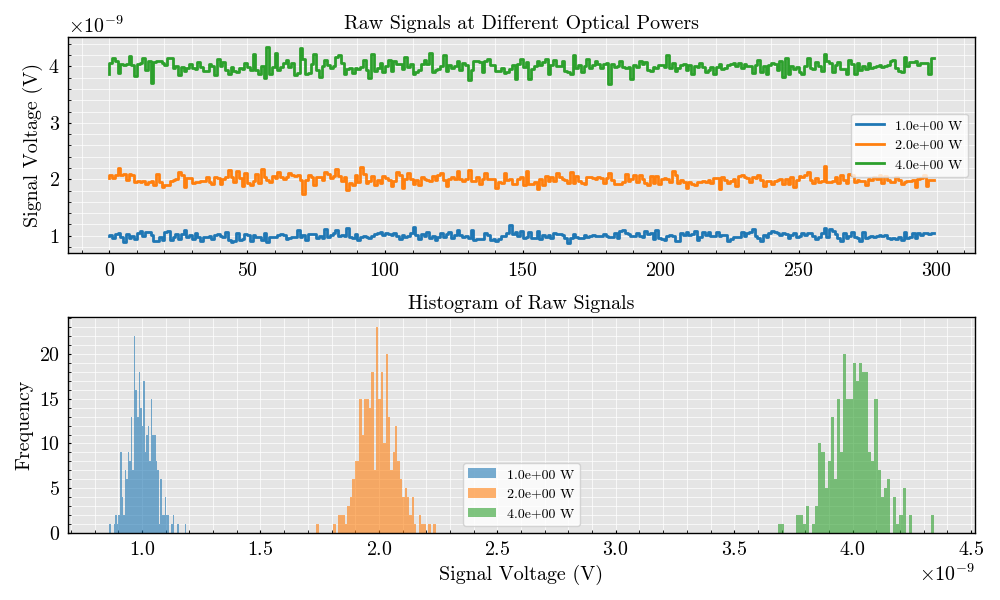 Raw Signals at Different Optical Powers
×10⁻⁹
Signal Voltage (V)
4
3
2
1
1.0e+00 W
2.0e+00 W
4.0e+00 W
0 50 100 150 200 250 300
Histogram of Raw Signals
Frequency
20
15
10
5
0
1.0e+00 W
2.0e+00 W
4.0e+00 W
1.0 1.5 2.0 2.5 3.0 3.5 4.0 4.5
Signal Voltage (V)
×10⁻⁹